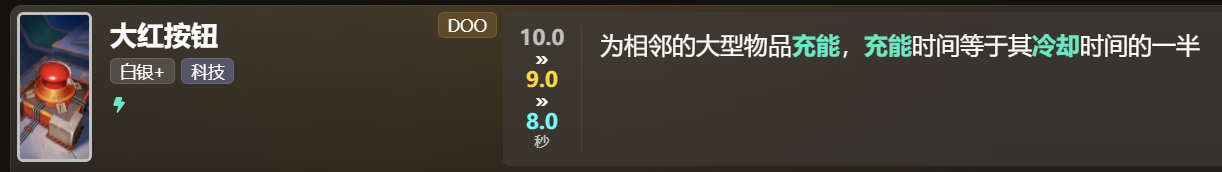 大红按钮
DOO
白银+
科技
10.0
»
9.0
»
8.0
秒
为相邻的大型物品充能，充能时间等于其冷却时间的一半